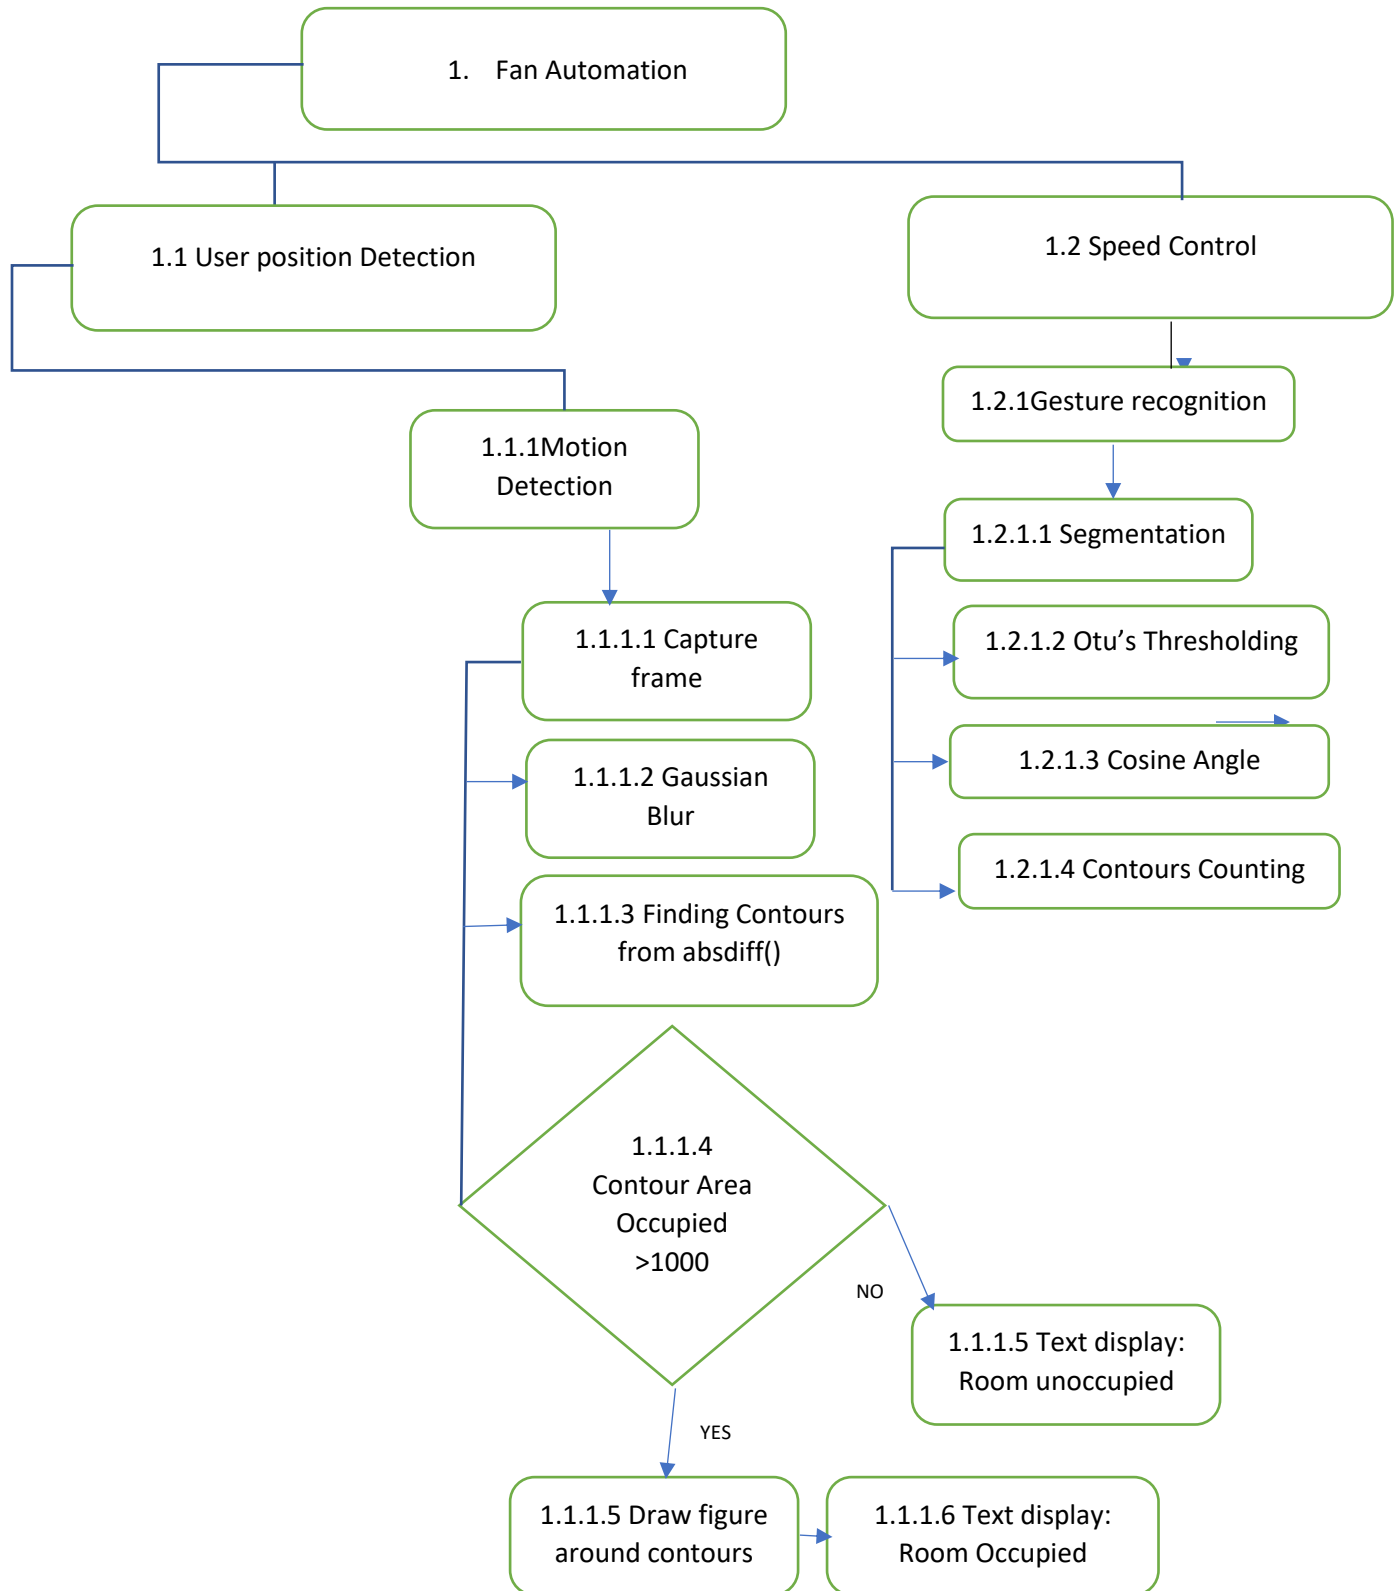 1. Fan Automation
1.1 User position Detection
1.2 Speed Control
1.1.1Motion
Detection
1.1.1.1 Capture
frame
1.1.1.2 Gaussian
Blur
1.1.1.3 Finding Contours
from absdiff()
1.1.1.4
Contour Area
Occupied
>1000
NO
1.1.1.5 Text display:
Room unoccupied
YES
1.1.1.5 Draw figure
around contours
1.1.1.6 Text display:
Room Occupied
1.2.1Gesture recognition
1.2.1.1 Segmentation
1.2.1.2 Otu’s Thresholding
1.2.1.3 Cosine Angle
1.2.1.4 Contours Counting